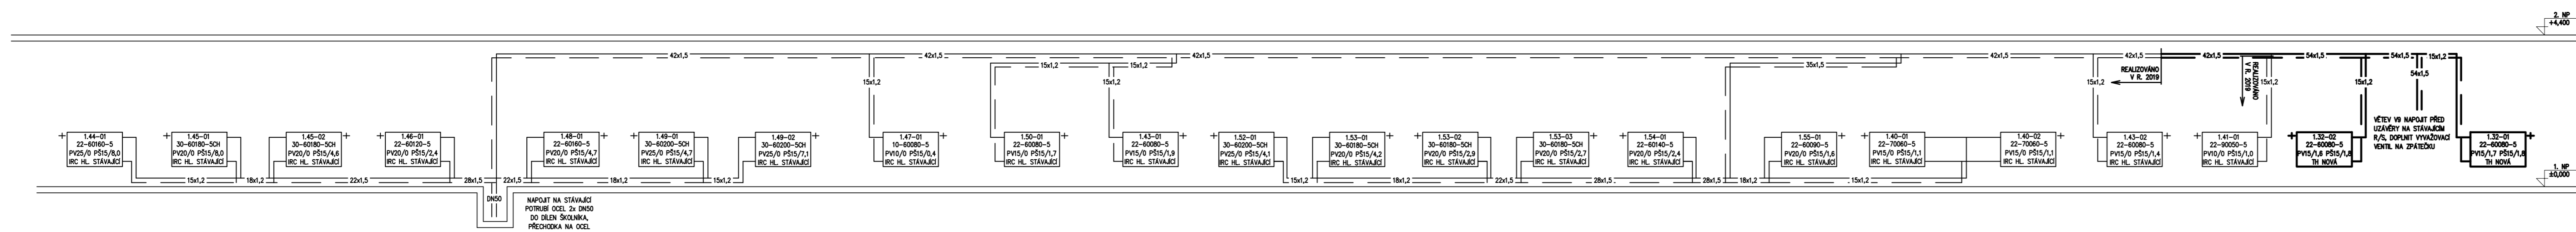 2. NP
+4,400
42x1,5
42x1,5
42x1,5
42x1,5
42x1,5
42x1,5
42x1,5
54x1,5
54x1,5
15x1,2
15x1,2
15x1,2
35x1,5
15x1,2
15x1,2
15x1,2
15x1,2
15x1,2
54x1,5
REALIZOVÁNO
V R. 2019
REALIZOVÁNO
V R. 2019
VĚTEV V9 NAPOJIT PŘED
UZÁVĚRY NA STÁVAJÍCÍM
R/S, DOPLNIT VYVAŽOVACÍ
VENTIL NA ZPÁTEČKU
1.44-01
22-60160-5
PV25/0 PŠ15/8,0
IRC HL. STÁVAJÍCÍ
1.45-01
30-60180-5CH
PV20/0 PŠ15/8,0
IRC HL. STÁVAJÍCÍ
1.45-02
30-60180-5CH
PV20/0 PŠ15/4,6
IRC HL. STÁVAJÍCÍ
1.46-01
22-60120-5
PV20/0 PŠ15/2,4
IRC HL. STÁVAJÍCÍ
1.48-01
22-60160-5
PV20/0 PŠ15/4,7
IRC HL. STÁVAJÍCÍ
1.49-01
30-60200-5CH
PV25/0 PŠ15/4,7
IRC HL. STÁVAJÍCÍ
1.49-02
30-60200-5CH
PV25/0 PŠ15/7,1
IRC HL. STÁVAJÍCÍ
1.47-01
10-60080-5
PV10/0 PŠ15/0,4
IRC HL. STÁVAJÍCÍ
1.50-01
22-60080-5
PV15/0 PŠ15/1,7
IRC HL. STÁVAJÍCÍ
1.43-01
22-60080-5
PV15/0 PŠ15/1,9
IRC HL. STÁVAJÍCÍ
1.52-01
30-60200-5CH
PV25/0 PŠ15/4,1
IRC HL. STÁVAJÍCÍ
1.53-01
30-60180-5CH
PV20/0 PŠ15/4,2
IRC HL. STÁVAJÍCÍ
1.53-02
30-60180-5CH
PV20/0 PŠ15/2,9
IRC HL. STÁVAJÍCÍ
1.53-03
30-60180-5CH
PV20/0 PŠ15/2,7
IRC HL. STÁVAJÍCÍ
1.54-01
22-60140-5
PV20/0 PŠ15/2,4
IRC HL. STÁVAJÍCÍ
1.55-01
22-60090-5
PV20/0 PŠ15/1,6
IRC HL. STÁVAJÍCÍ
1.40-01
22-70060-5
PV15/0 PŠ15/1,1
IRC HL. STÁVAJÍCÍ
1.40-02
22-70060-5
PV15/0 PŠ15/1,1
IRC HL. STÁVAJÍCÍ
1.43-02
22-60080-5
PV15/0 PŠ15/1,4
IRC HL. STÁVAJÍCÍ
1.41-01
22-90050-5
PV10/0 PŠ15/1,0
IRC HL. STÁVAJÍCÍ
1.32-02
22-60080-5
PV15/1,6 PŠ15/1,8
TH NOVÁ
1.32-01
22-60080-5
PV15/1,7 PŠ15/1,8
TH NOVÁ
1. NP
±0,000
15x1,2
18x1,2
22x1,5
28x1,5
22x1,5
18x1,2
15x1,2
15x1,2
18x1,2
22x1,5
28x1,5
28x1,5
18x1,2
15x1,2
DN50
NAPOJIT NA STÁVAJÍCÍ
POTRUBÍ OCEL 2x DN50
DO DÍLEN ŠKOLNÍKA,
PŘECHODKA NA OCEL